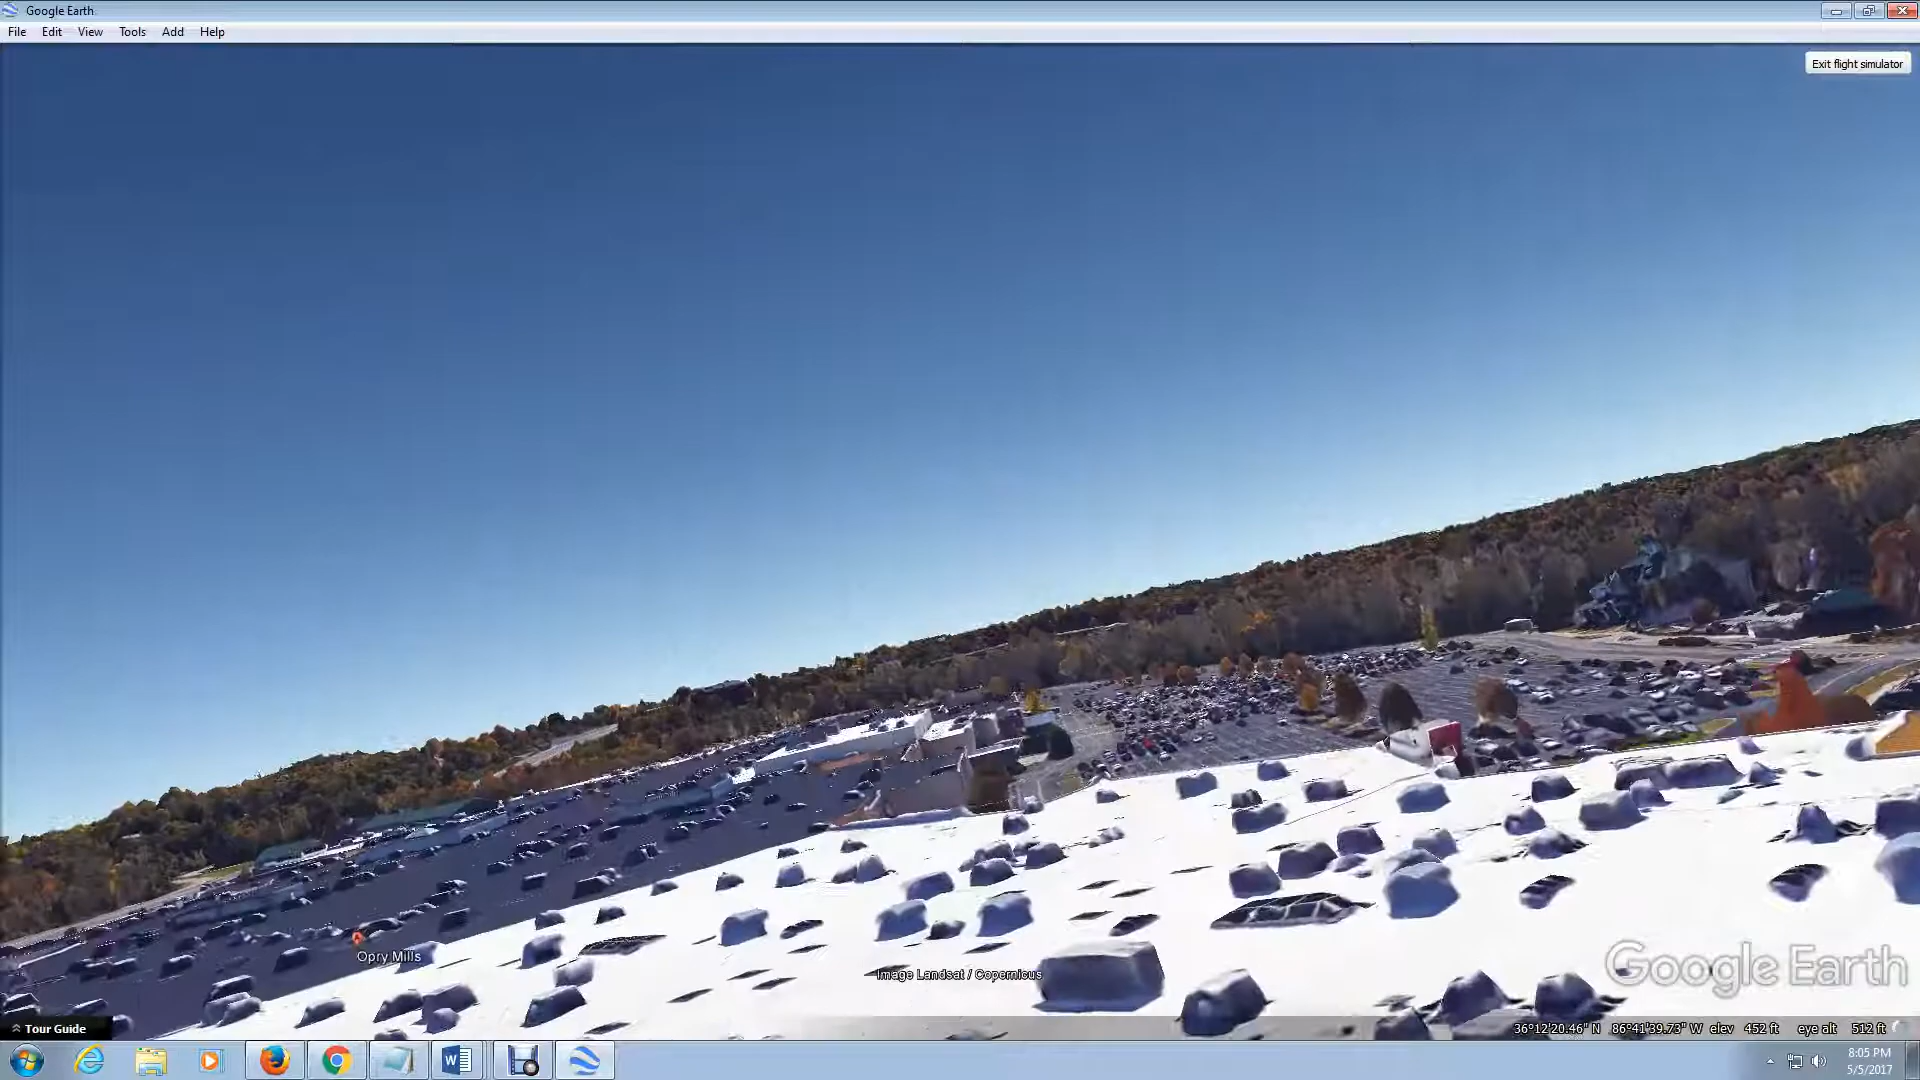 Google Earth
File Edit View Tools Add Help
Exit flight simulator
Opry Mills
Image Landsat / Copernicus
Google Earth
Tour Guide
36°12'20.46" N 86°41'39.73" W elev 452 ft eye alt 512 ft
8:05 PM
5/5/2017